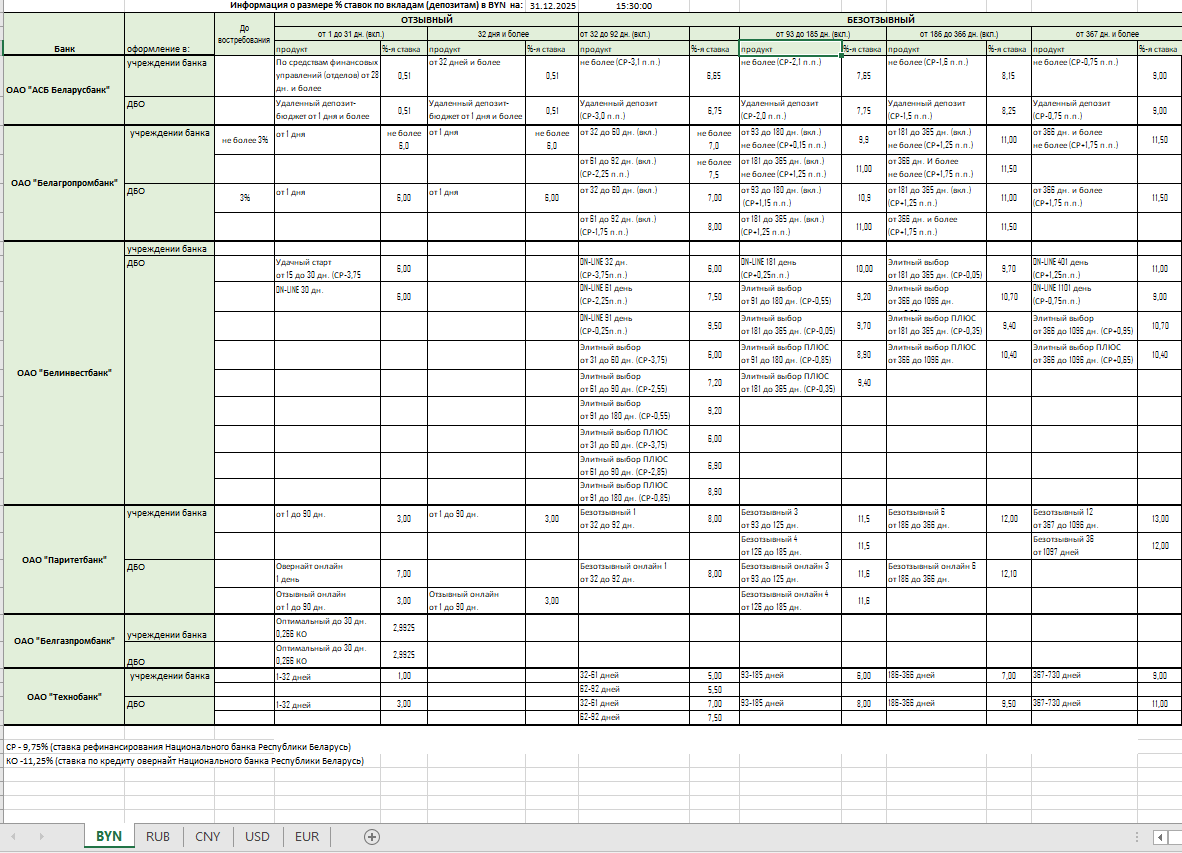 Информация о размере % ставок по вкладам (депозитам) в BYN на: 31.12.2025 15:30:00
Банк оформление в: До востребования ОТЗЫВНЫЙ БЕЗОТЗЫВНЫЙ
от 1 до 31 дн. (вкл.) 32 дня и более от 32 до 92 дн. (вкл.) от 93 до 185 дн. (вкл.) от 186 до 366 дн. (вкл.) от 367 дн. и более
продукт %-я ставка продукт %-я ставка продукт %-я ставка продукт %-я ставка продукт %-я ставка продукт %-я ставка
ОАО "АСБ Беларусбанк"
учреждении банка По средствам финансовых управлений (отделов) от 28 дн. и более 0,51 от 32 дней и более 0,51 не более (СР-3,1 п.п.) 6,65 не более (СР-2,1 п.п.) 7,65 не более (СР-1,6 п.п.) 8,15 не более (СР-0,75 п.п.) 9,00
ДБО Удаленный депозит-бюджет от 1 дня и более 0,51 Удаленный депозит-бюджет от 1 дня и более 0,51 Удаленный депозит (СР-3,0 п.п.) 6,75 Удаленный депозит (СР-2,0 п.п.) 7,75 Удаленный депозит (СР-1,5 п.п.) 8,25 Удаленный депозит (СР-0,75 п.п.) 9,00
ОАО "Белагропромбанк"
учреждении банка не более 3% от 1 дня не более 6,0 от 1 дня не более 6,0 от 32 до 60 дн. (вкл.) не более 7,0 от 93 до 180 дн. (вкл.) не более (СР+0,15 п.п.) 9,9 от 181 до 365 дн. (вкл.) не более (СР+1,25 п.п.) 11,00 от 366 дн. и более не более (СР+1,75 п.п.) 11,50
от 61 до 92 дн. (вкл.) (СР-2,25 п.п.) не более 7,5 от 181 до 365 дн. (вкл.) не более (СР+1,25 п.п.) 11,00 от 366 дн. И более не более (СР+1,75 п.п.) 11,50
ДБО 3% от 1 дня 6,00 от 1 дня 6,00 от 32 до 60 дн. (вкл.) 7,00 от 93 до 180 дн. (вкл.) (СР+1,15 п.п.) 10,9 от 181 до 365 дн. (вкл.) (СР+1,25 п.п.) 11,00 от 366 дн. и более (СР+1,75 п.п.) 11,50
от 61 до 92 дн. (вкл.) (СР-1,75 п.п.) 8,00 от 181 до 365 дн. (вкл.) (СР+1,25 п.п.) 11,00 от 366 дн. и более (СР+1,75 п.п.) 11,50
ОАО "Белинвестбанк"
учреждении банка
ДБО Удачный старт от 15 до 30 дн. (СР-3,75 6,00 ON-LINE 32 дн. (СР-3,75п.п.) 6,00 ON-LINE 181 день (СР+0,25п.п.) 10,00 Элитный выбор от 181 до 365 дн. (СР-0,05) 9,70 ON-LINE 401 день (СР+1,25п.п.) 11,00
ON-LINE 30 дн. 6,00 ON-LINE 61 день (СР-2,25п.п.) 7,50 Элитный выбор от 91 до 180 дн. (СР-0,55) 9,20 Элитный выбор от 366 до 1096 дн. 10,70 ON-LINE 1101 день (СР-0,75п.п.) 9,00
ON-LINE 91 день (СР-0,25п.п.) 9,50 Элитный выбор от 181 до 365 дн. (СР-0,05) 9,70 Элитный выбор ПЛЮС от 181 до 365 дн. (СР-0,35) 9,40 Элитный выбор от 366 до 1096 дн. (СР+0,95) 10,70
Элитный выбор от 31 до 60 дн. (СР-3,75) 6,00 Элитный выбор ПЛЮС от 91 до 180 дн. (СР-0,85) 8,90 Элитный выбор ПЛЮС от 366 до 1096 дн. 10,40 Элитный выбор ПЛЮС от 366 до 1096 дн. (СР+0,65) 10,40
Элитный выбор от 61 до 90 дн. (СР-2,55) 7,20 Элитный выбор ПЛЮС от 181 до 365 дн. (СР-0,35) 9,40
Элитный выбор от 91 до 180 дн. (СР-0,55) 9,20
Элитный выбор ПЛЮС от 31 до 60 дн. (СР-3,75) 6,00
Элитный выбор ПЛЮС от 61 до 90 дн. (СР-2,85) 6,90
Элитный выбор ПЛЮС от 91 до 180 дн. (СР-0,85) 8,90
ОАО "Паритетбанк"
учреждении банка от 1 до 90 дн. 3,00 от 1 до 90 дн. 3,00 Безотзывный 1 от 32 до 92 дн. 8,00 Безотзывный 3 от 93 до 125 дн. 11,5 Безотзывный 6 от 186 до 366 дн. 12,00 Безотзывный 12 от 367 до 1096 дн. 13,00
Безотзывный 4 от 126 до 185 дн. 11,5 Безотзывный 36 от 1097 дней 12,00
ДБО Овернайт онлайн 1 день 7,00 Безотзывный онлайн 1 от 32 до 92 дн. 8,00 Безотзывный онлайн 3 от 93 до 125 дн. 11,6 Безотзывный онлайн 6 от 186 до 366 дн. 12,10
Отзывный онлайн от 1 до 90 дн. 3,00 Отзывный онлайн от 1 до 90 дн. 3,00 Безотзывный онлайн 4 от 126 до 185 дн. 11,6
ОАО "Белгазпромбанк"
учреждении банка Оптимальный до 30 дн. 0,266 КО 2,9925
ДБО Оптимальный до 30 дн. 0,266 КО 2,9925
ОАО "Технобанк"
учреждении банка 1-32 дней 1,00 32-61 дней 5,00 93-185 дней 6,00 186-366 дней 7,00 367-730 дней 9,00
62-92 дней 5,50
ДБО 1-32 дней 3,00 32-61 дней 7,00 93-185 дней 8,00 186-366 дней 9,50 367-730 дней 11,00
62-92 дней 7,50
СР - 9,75% (ставка рефинансирования Национального банка Республики Беларусь)
КО -11,25% (ставка по кредиту овернайт Национального банка Республики Беларусь)
BYN RUB CNY USD EUR